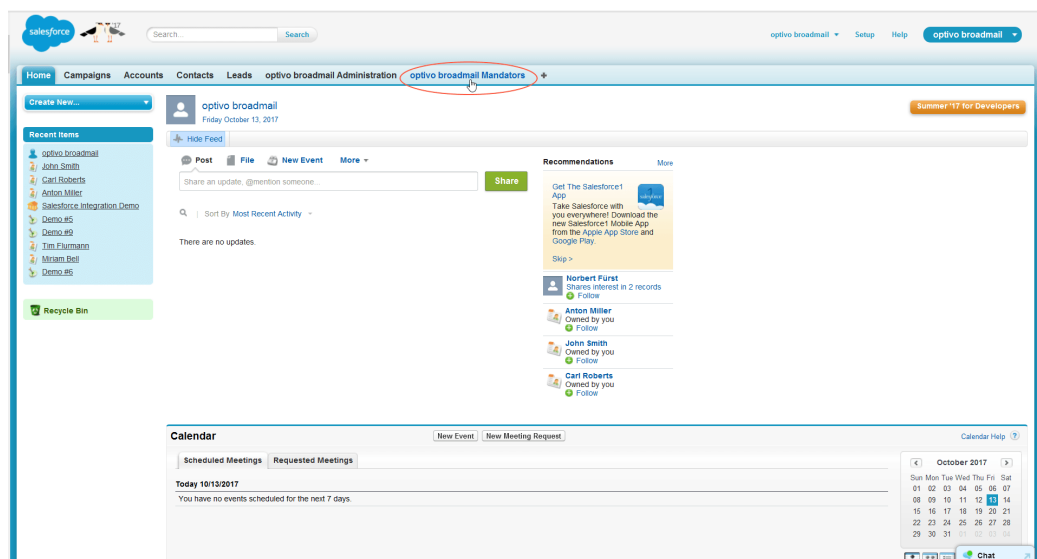 salesforce
'17
Search...
Search
optivo broadmail
Setup
Help
optivo broadmail
Home
Campaigns
Accounts
Contacts
Leads
optivo broadmail Administration
optivo broadmail Mandators
+
Create New...
Recent Items
optivo broadmail
John Smith
Carl Roberts
Anton Miller
Salesforce Integration Demo
Demo #5
Demo #9
Tim Flurmann
Miriam Bell
Demo #6
Recycle Bin
optivo broadmail
Friday October 13, 2017
Summer '17 for Developers
Hide Feed
Post
File
New Event
More
Share an update, @mention someone...
Share
Sort By Most Recent Activity
There are no updates.
Recommendations
More
Get The Salesforce1
App
Take Salesforce with
you everywhere! Download the
new Salesforce1 Mobile App
from the Apple App Store and
Google Play.
Skip >
Norbert Fürst
Shares interest in 2 records
Follow
Anton Miller
Owned by you
Follow
John Smith
Owned by you
Follow
Carl Roberts
Owned by you
Follow
Calendar
New Event
New Meeting Request
Calendar Help ?
Scheduled Meetings
Requested Meetings
Today 10/13/2017
You have no events scheduled for the next 7 days.
October 2017
Sun Mon Tue Wed Thu Fri Sat
01 02 03 04 05 06 07
08 09 10 11 12 13 14
15 16 17 18 19 20 21
22 23 24 25 26 27 28
29 30 31 01 02 03 04
Chat